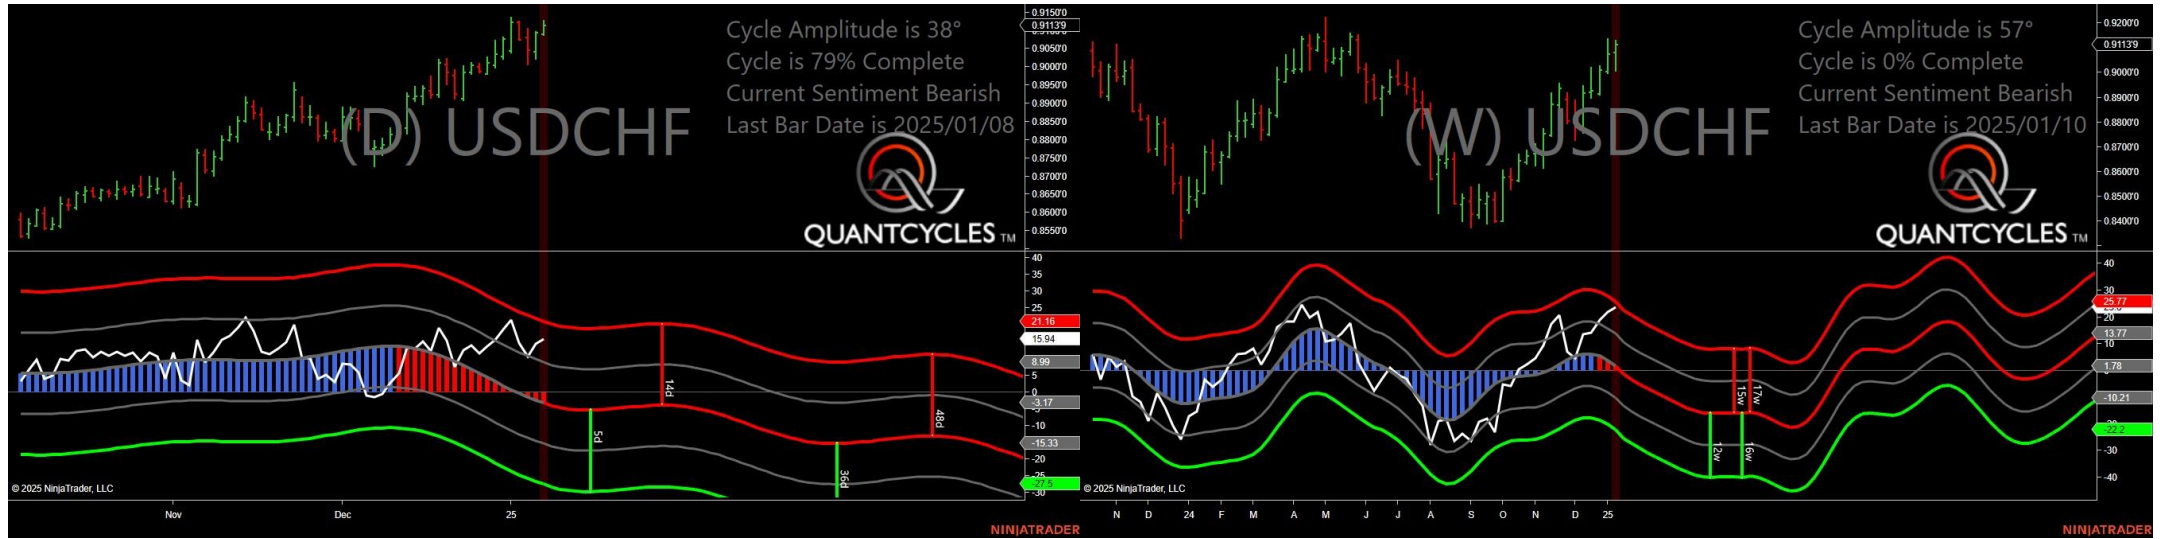 Cycle Amplitude is 38°
Cycle is 79% Complete
Current Sentiment Bearish
Last Bar Date is 2025/01/08
(D) USDCHF
QUANTCYCLES TM
0.9150'0
0.9113'9
0.9050'0
0.9000'0
0.8950'0
0.8900'0
0.8850'0
0.8800'0
0.8750'0
0.8700'0
0.8650'0
0.8600'0
0.8550'0
40
35
30
25
21.16
15.94
8.99
5
0
-3.17
-10
-15.33
-20
-27.5
-30
5d
14d
36d
48d
© 2025 NinjaTrader, LLC
Nov
Dec
25
NINJATRADER
Cycle Amplitude is 57°
Cycle is 0% Complete
Current Sentiment Bearish
Last Bar Date is 2025/01/10
(W) USDCHF
QUANTCYCLES TM
0.9200'0
0.9113'9
0.9000'0
0.8900'0
0.8800'0
0.8700'0
0.8600'0
0.8500'0
0.8400'0
40
30
25.77
20
13.77
10
1.78
-10.21
-22.2
-30
-40
12w
15w
16w
17w
© 2025 NinjaTrader, LLC
N D 24 F M A M J J A S O N D 25
NINJATRADER